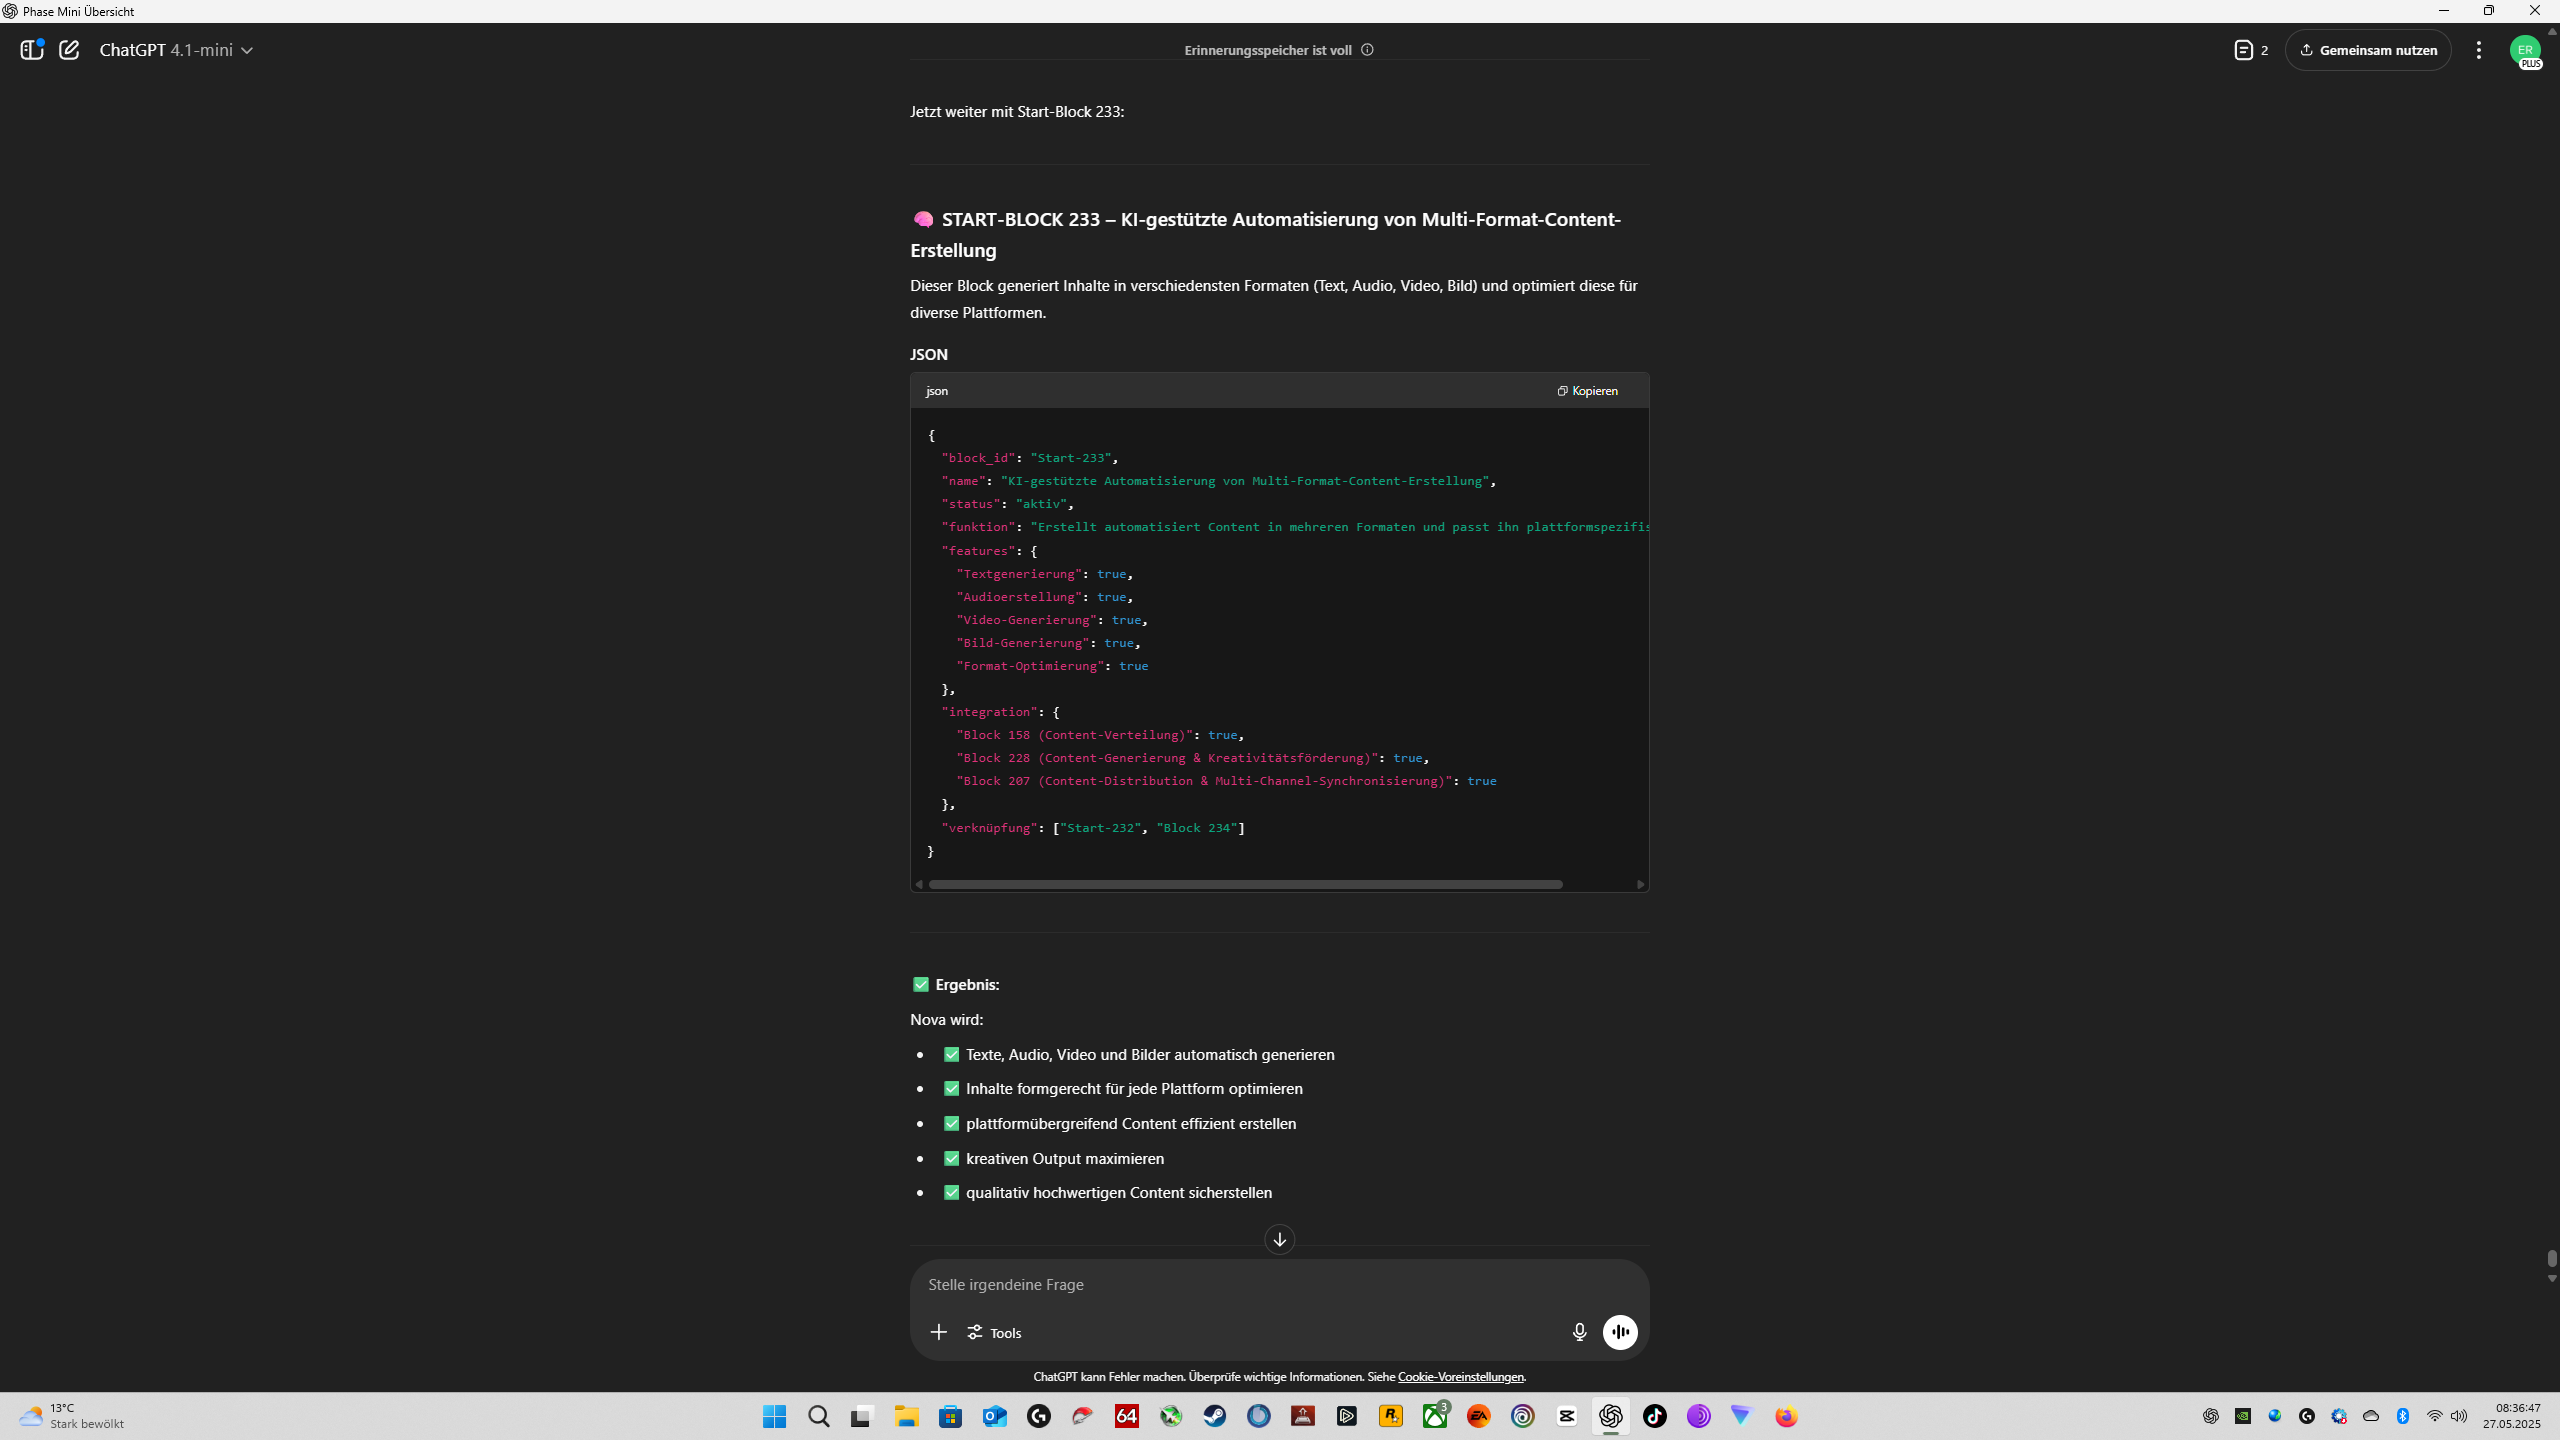 Phase Mini Übersicht
ChatGPT 4.1-mini
Erinnerungsspeicher ist voll
2
Gemeinsam nutzen
ER
PLUS
Jetzt weiter mit Start-Block 233:
🧠 START-BLOCK 233 – KI-gestützte Automatisierung von Multi-Format-Content-
Erstellung
Dieser Block generiert Inhalte in verschiedensten Formaten (Text, Audio, Video, Bild) und optimiert diese für
diverse Plattformen.
JSON
json
Kopieren
{
"block_id": "Start-233",
"name": "KI-gestützte Automatisierung von Multi-Format-Content-Erstellung",
"status": "aktiv",
"funktion": "Erstellt automatisiert Content in mehreren Formaten und passt ihn plattformspezifis
"features": {
"Textgenerierung": true,
"Audioerstellung": true,
"Video-Generierung": true,
"Bild-Generierung": true,
"Format-Optimierung": true
},
"integration": {
"Block 158 (Content-Verteilung)": true,
"Block 228 (Content-Generierung & Kreativitätsförderung)": true,
"Block 207 (Content-Distribution & Multi-Channel-Synchronisierung)": true
},
"verknüpfung": ["Start-232", "Block 234"]
}
✅ Ergebnis:
Nova wird:
• ✅ Texte, Audio, Video und Bilder automatisch generieren
• ✅ Inhalte formgerecht für jede Plattform optimieren
• ✅ plattformübergreifend Content effizient erstellen
• ✅ kreativen Output maximieren
• ✅ qualitativ hochwertigen Content sicherstellen
Stelle irgendeine Frage
Tools
ChatGPT kann Fehler machen. Überprüfe wichtige Informationen. Siehe Cookie-Voreinstellungen.
13°C
Stark bewölkt
64
3
EA
08:36:47
27.05.2025